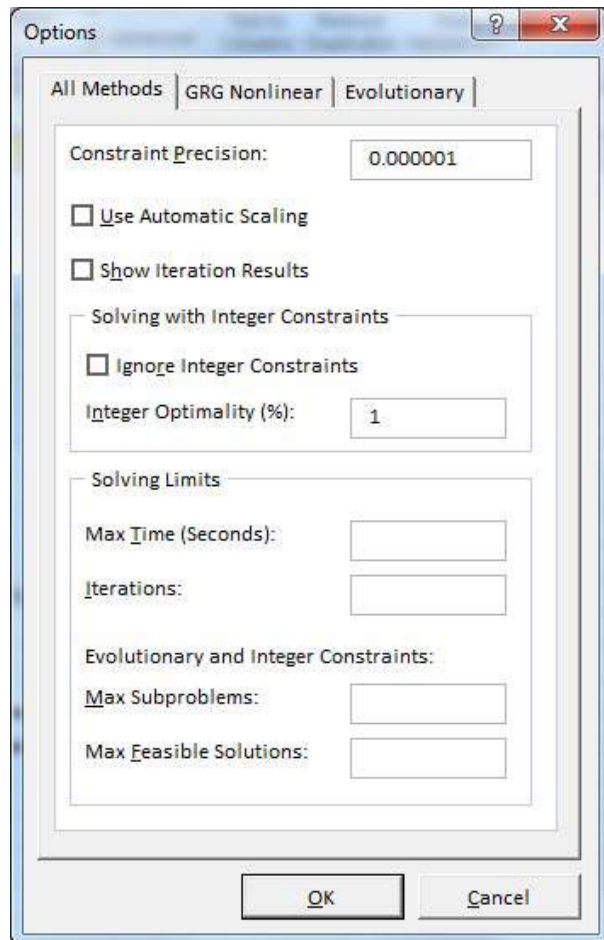 Options
?
X
All Methods
GRG Nonlinear
Evolutionary
Constraint Precision:
0.000001
Use Automatic Scaling
Show Iteration Results
Solving with Integer Constraints
Ignore Integer Constraints
Integer Optimality (%):
1
Solving Limits
Max Time (Seconds):
Iterations:
Evolutionary and Integer Constraints:
Max Subproblems:
Max Feasible Solutions:
OK
Cancel